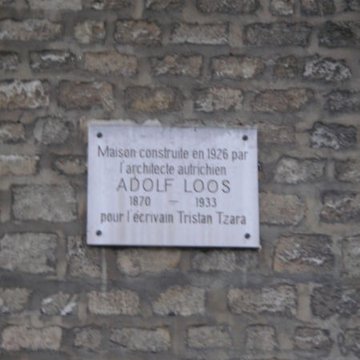 Maison construite en 1926 par
l'architecte autrichien
ADOLF LOOS
1870 — 1933
pour l'écrivain Tristan Tzara